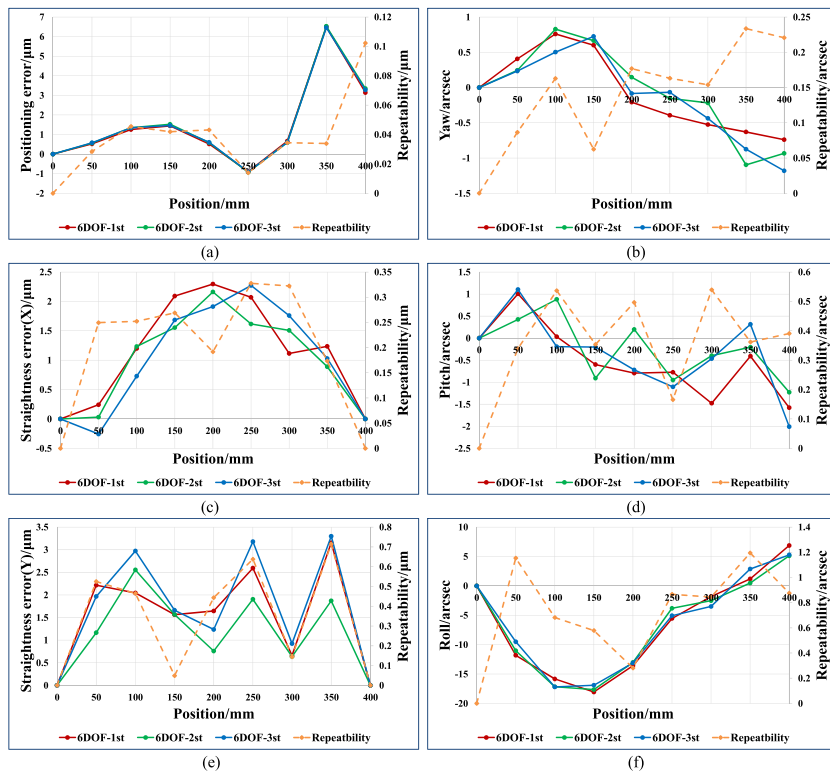 Positioning error/μm
8
7
6
5
4
3
2
1
0
-1
-2
0 50 100 150 200 250 300 350 400
0.12
0.1
0.08
0.06
0.04
0.02
0
Repeatability/μm
Position/mm
6DOF-1st 6DOF-2st 6DOF-3st Repeatbility
(a)
Yaw/arcsec
1
0.5
0
-0.5
-1
-1.5
0 50 100 150 200 250 300 350 400
0.25
0.2
0.15
0.1
0.05
0
Repeatability/arcsec
Position/mm
6DOF-1st 6DOF-2st 6DOF-3st Repeatbility
(b)
Straightness error(X)/μm
2.5
2
1.5
1
0.5
0
-0.5
0 50 100 150 200 250 300 350 400
0.35
0.3
0.25
0.2
0.15
0.1
0.05
0
Repeatability/μm
Position/mm
6DOF-1st 6DOF-2st 6DOF-3st Repeatbility
(c)
Pitch/arcsec
1.5
1
0.5
0
-0.5
-1
-1.5
-2
-2.5
0 50 100 150 200 250 300 350 400
0.6
0.5
0.4
0.3
0.2
0.1
0
Repeatability/arcsec
Position/mm
6DOF-1st 6DOF-2st 6DOF-3st Repeatbility
(d)
Straightness error(Y)/μm
3.5
3
2.5
2
1.5
1
0.5
0
0 50 100 150 200 250 300 350 400
0.8
0.7
0.6
0.5
0.4
0.3
0.2
0.1
0
Repeatability/μm
Position/mm
6DOF-1st 6DOF-2st 6DOF-3st Repeatbility
(e)
Roll/arcsec
10
5
0
-5
-10
-15
-20
0 50 100 150 200 250 300 350 400
1.4
1.2
1
0.8
0.6
0.4
0.2
0
Repeatability/arcsec
Position/mm
6DOF-1st 6DOF-2st 6DOF-3st Repeatbility
(f)